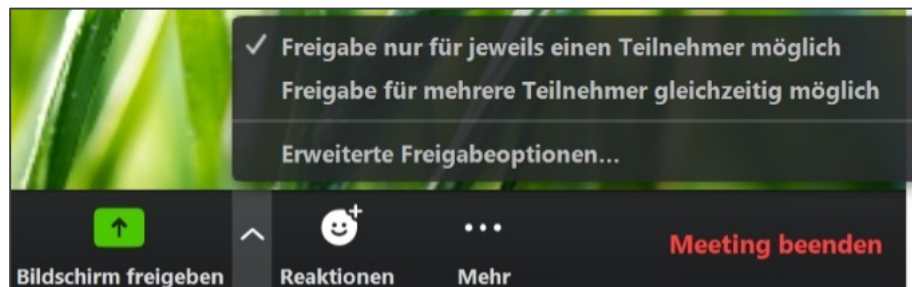 Freigabe nur für jeweils einen Teilnehmer möglich
Freigabe für mehrere Teilnehmer gleichzeitig möglich
Erweiterte Freigabeoptionen...
Bildschirm freigeben
Reaktionen
Mehr
Meeting beenden